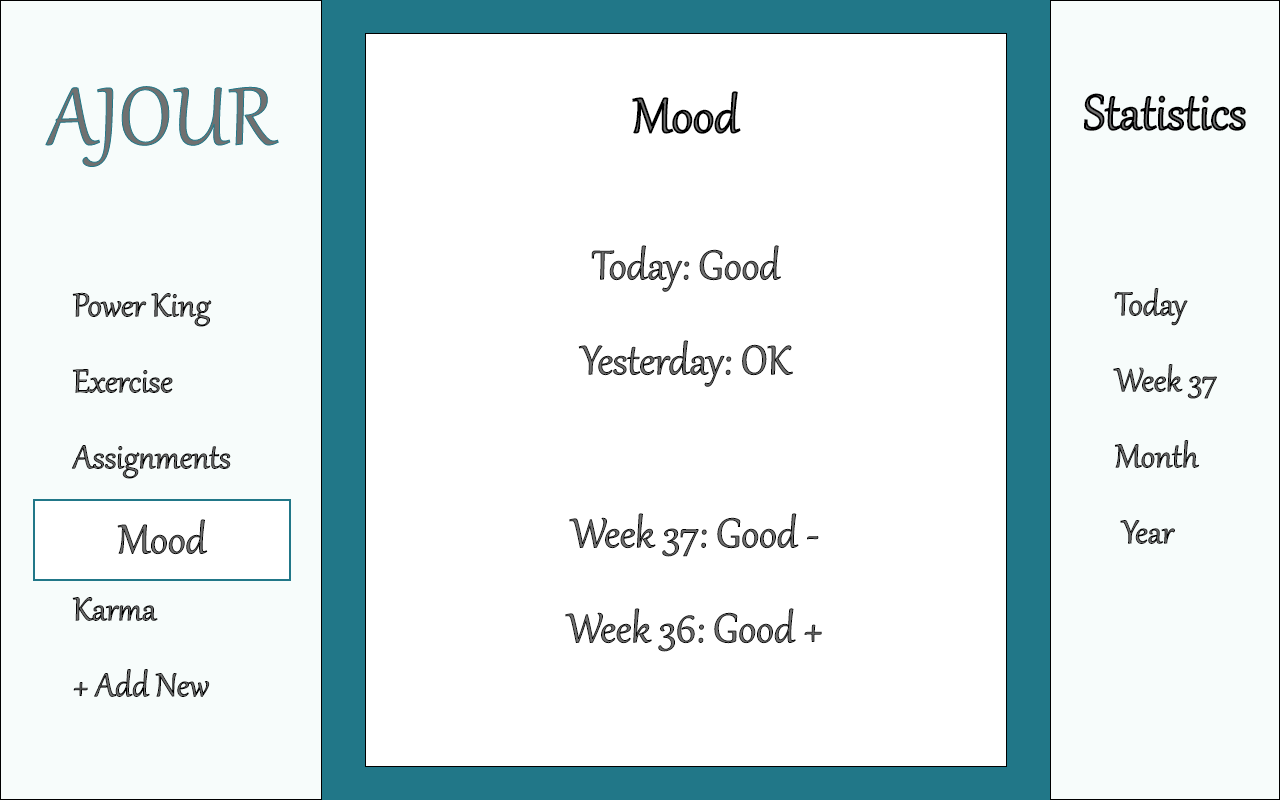 AJOUR
Power King
Exercise
Assignments
Mood
Karma
+ Add New
Mood
Today: Good
Yesterday: OK
Week 37: Good -
Week 36: Good +
Statistics
Today
Week 37
Month
Year